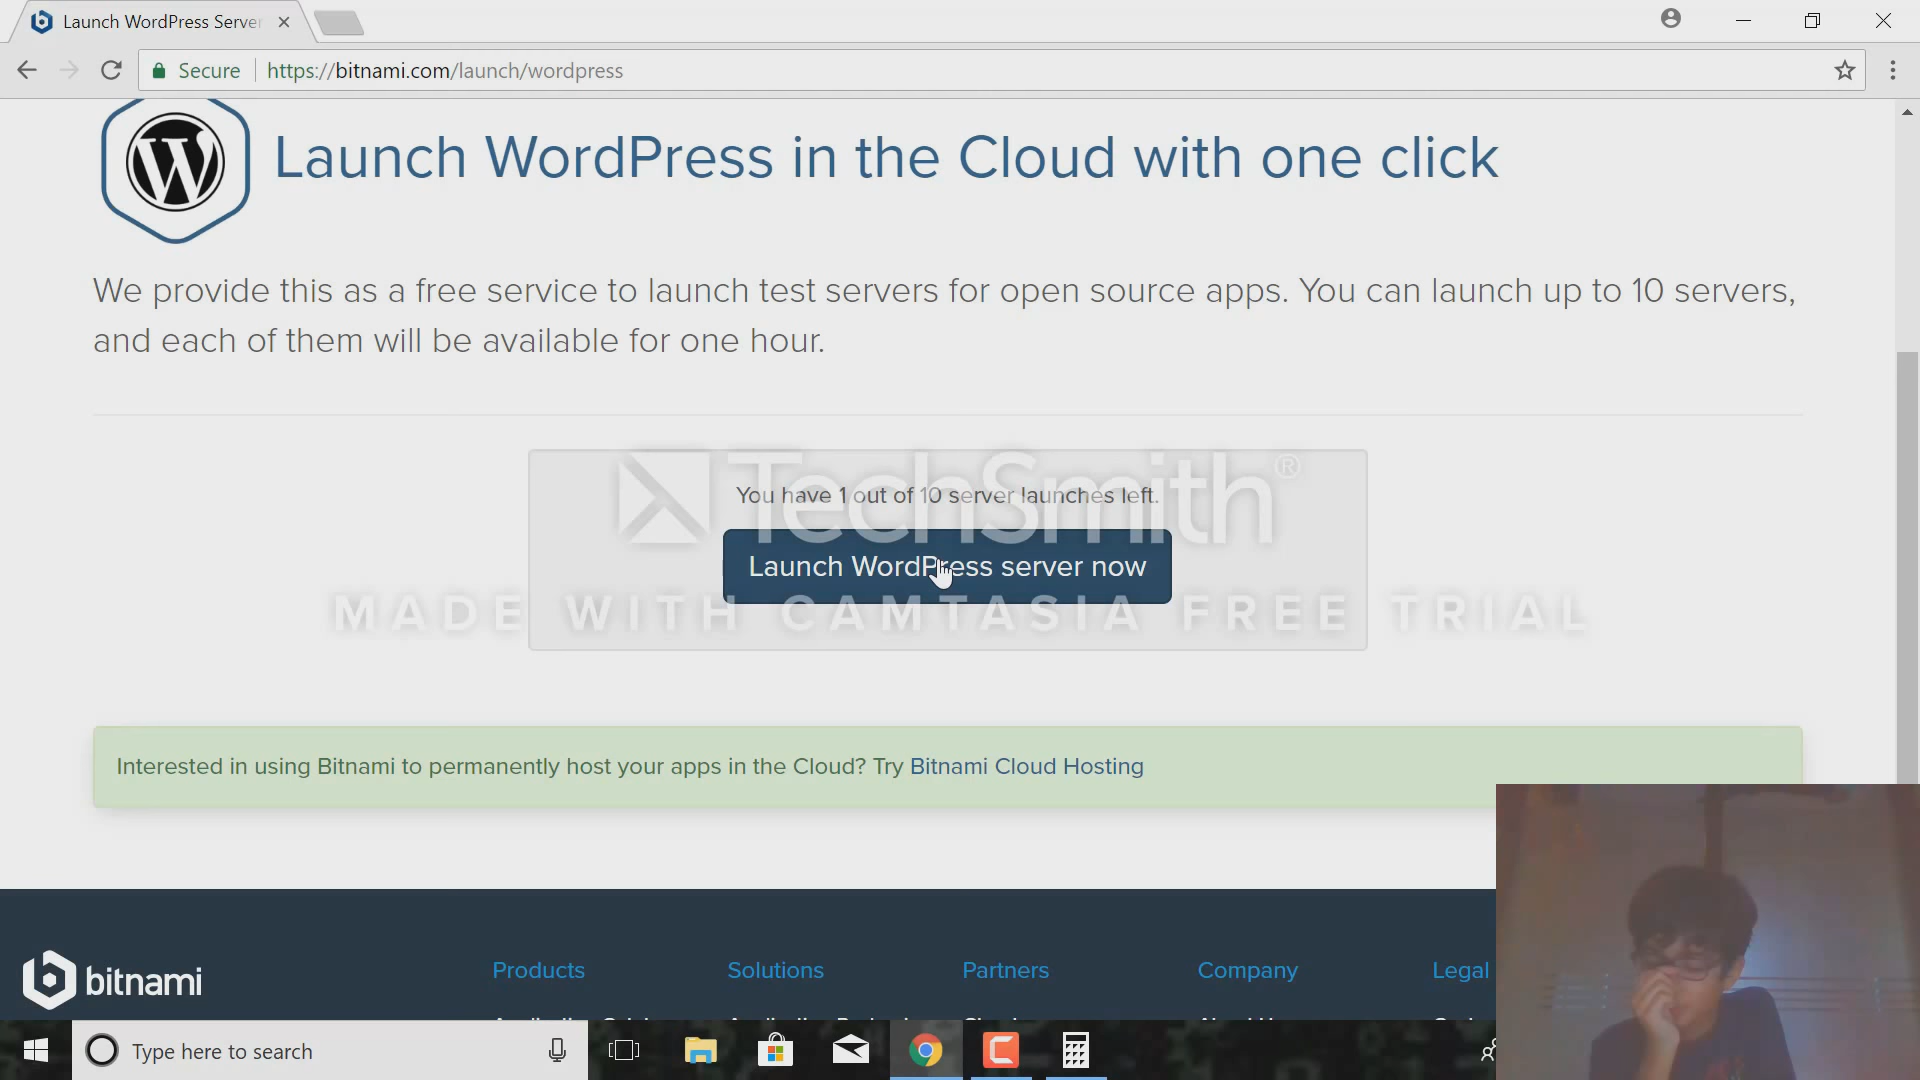 Launch WordPress Serve
Secure
https://bitnami.com/launch/wordpress
Launch WordPress in the Cloud with one click
We provide this as a free service to launch test servers for open source apps. You can launch up to 10 servers,
and each of them will be available for one hour.
TechSmith®
You have 1 out of 10 server launches left.
Launch WordPress server now
MADE WITH CAMTASIA FREE TRIAL
Interested in using Bitnami to permanently host your apps in the Cloud? Try Bitnami Cloud Hosting
bitnami
Products
Solutions
Partners
Company
Legal
Type here to search